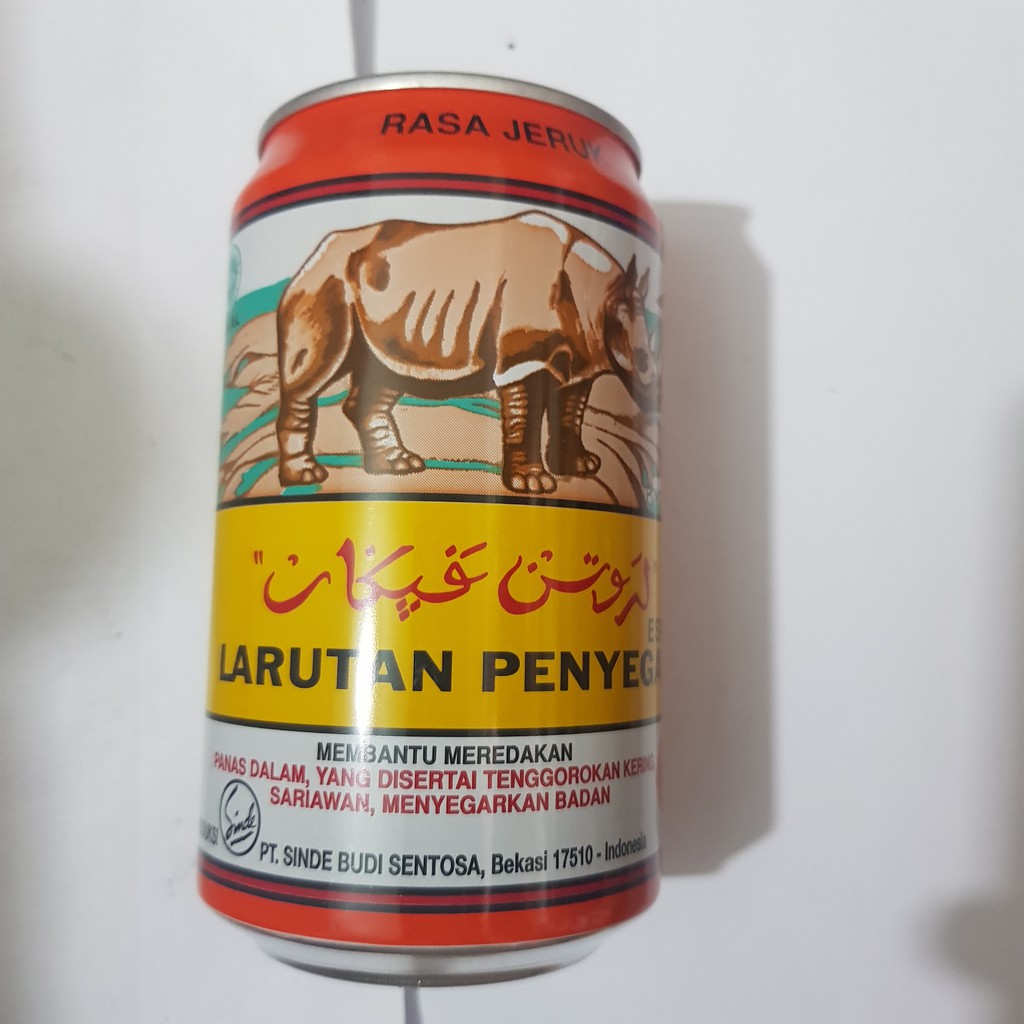 RASA JERUK
"لاروتن فڽݢر"
LARUTAN PENYEGA
MEMBANTU MEREDAKAN
PANAS DALAM, YANG DISERTAI TENGGOROKAN KERING,
SARIAWAN, MENYEGARKAN BADAN
Sinde
PT. SINDE BUDI SENTOSA, Bekasi 17510 - Indonesia